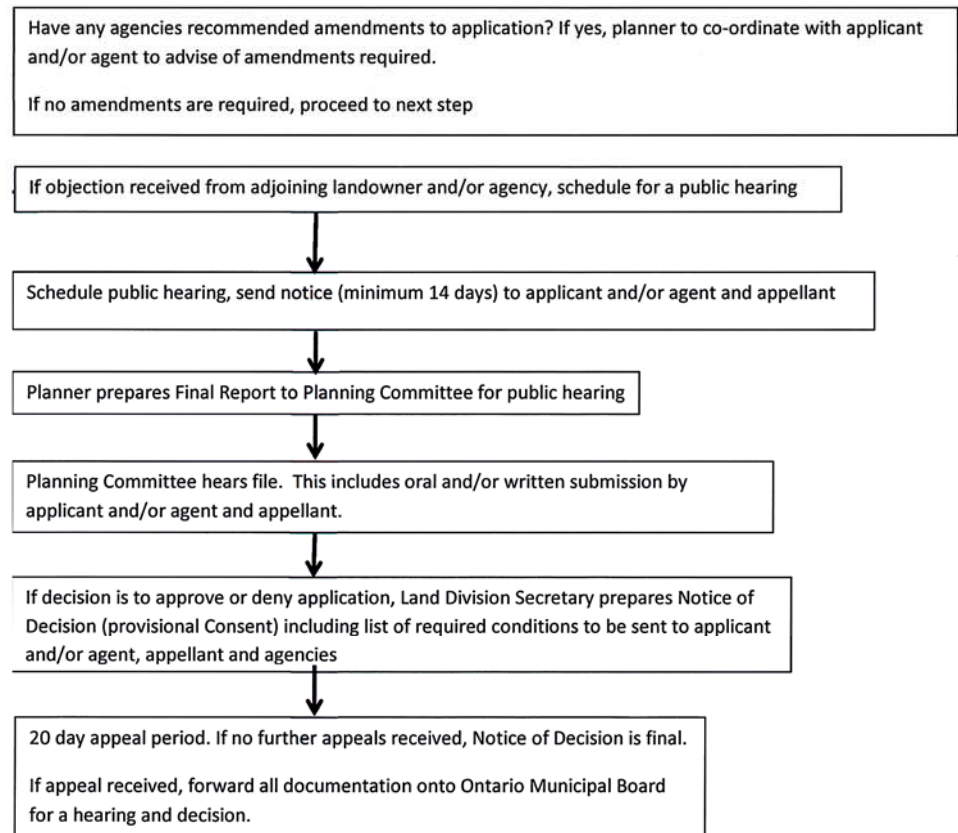 Have any agencies recommended amendments to application? If yes, planner to co-ordinate with applicant
and/or agent to advise of amendments required.
If no amendments are required, proceed to next step
If objection received from adjoining landowner and/or agency, schedule for a public hearing
Schedule public hearing, send notice (minimum 14 days) to applicant and/or agent and appellant
Planner prepares Final Report to Planning Committee for public hearing
Planning Committee hears file.  This includes oral and/or written submission by
applicant and/or agent and appellant.
If decision is to approve or deny application, Land Division Secretary prepares Notice of
Decision (provisional Consent) including list of required conditions to be sent to applicant
and/or agent, appellant and agencies
20 day appeal period. If no further appeals received, Notice of Decision is final.
If appeal received, forward all documentation onto Ontario Municipal Board
for a hearing and decision.